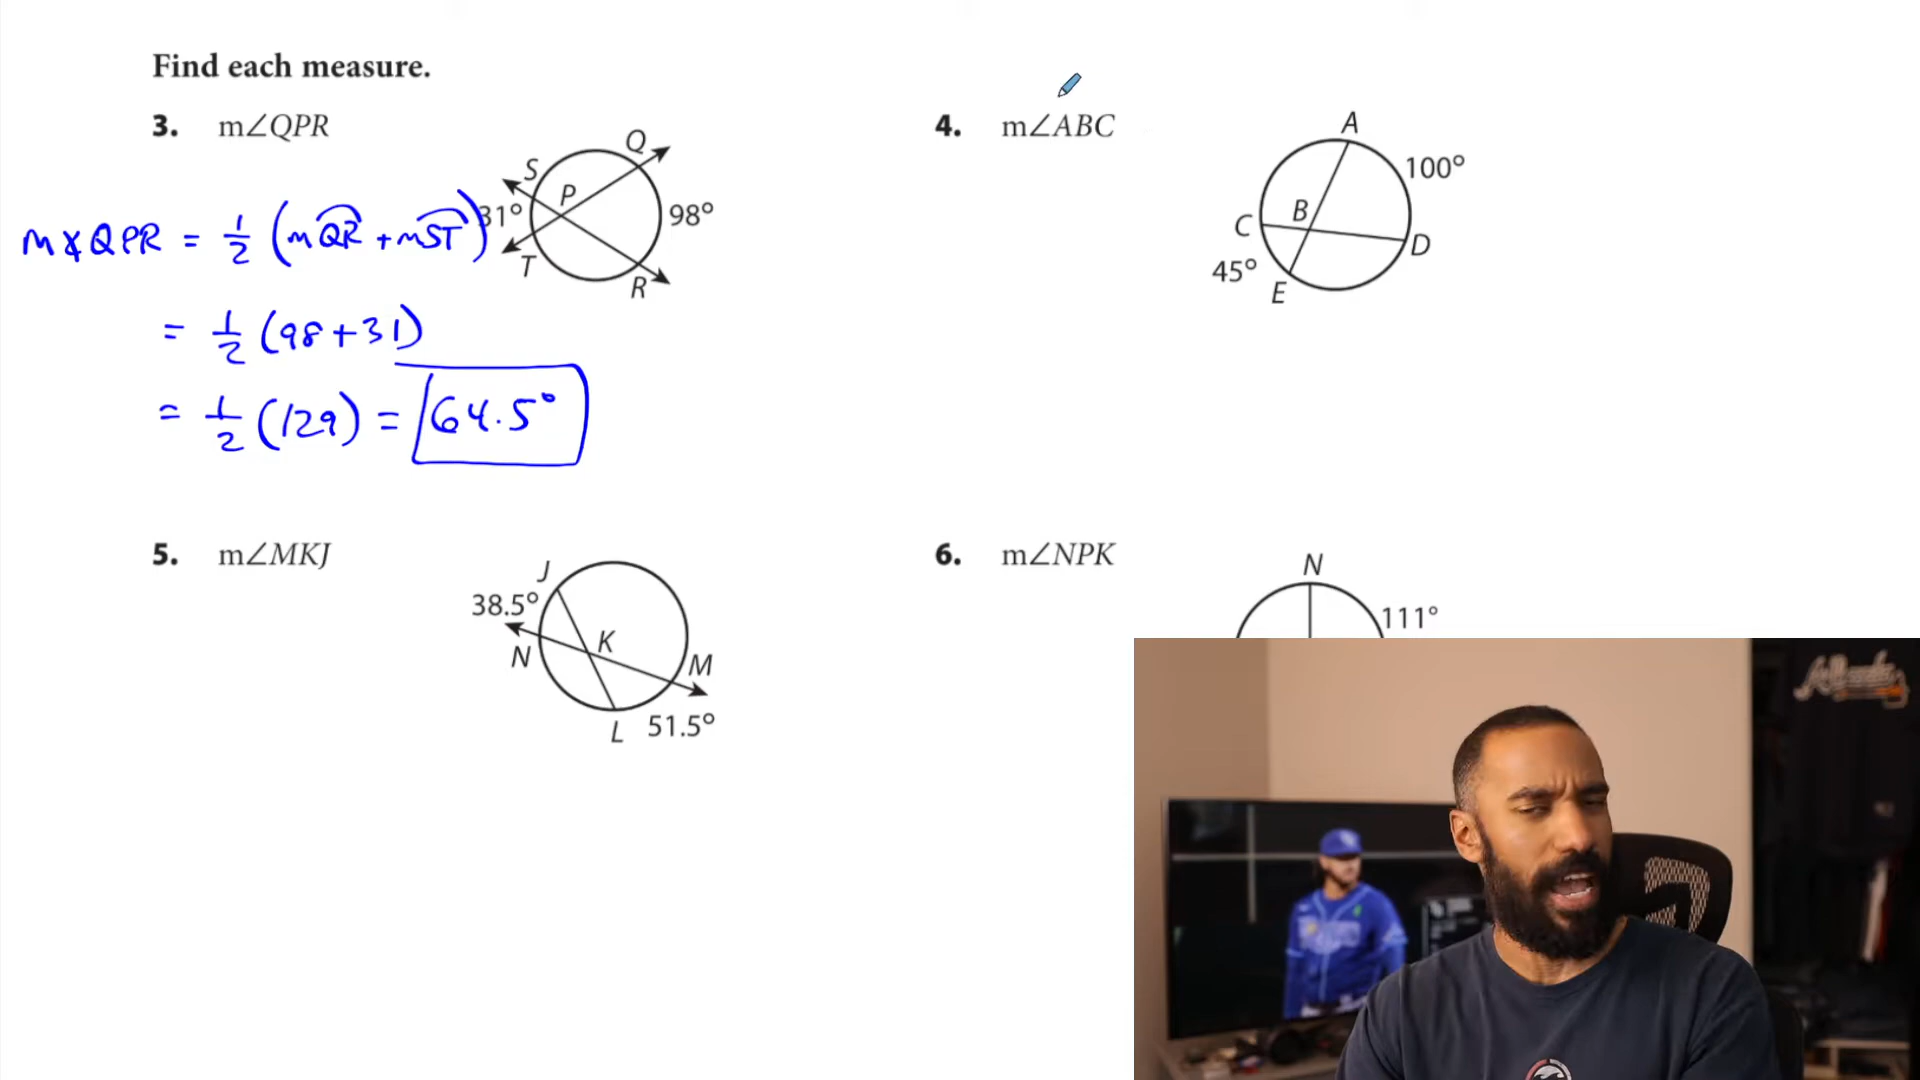 Find each measure.
3. m∠QPR
Q
S
P
31°
98°
T
R
m∡QPR = 1/2 (mQR + mST)
= 1/2 (98+31)
= 1/2 (129) = 64.5°
4. m∠ABC
A
100°
B
C
D
45°
E
5. m∠MKJ
J
38.5°
K
N
M
L 51.5°
6. m∠NPK
N
111°